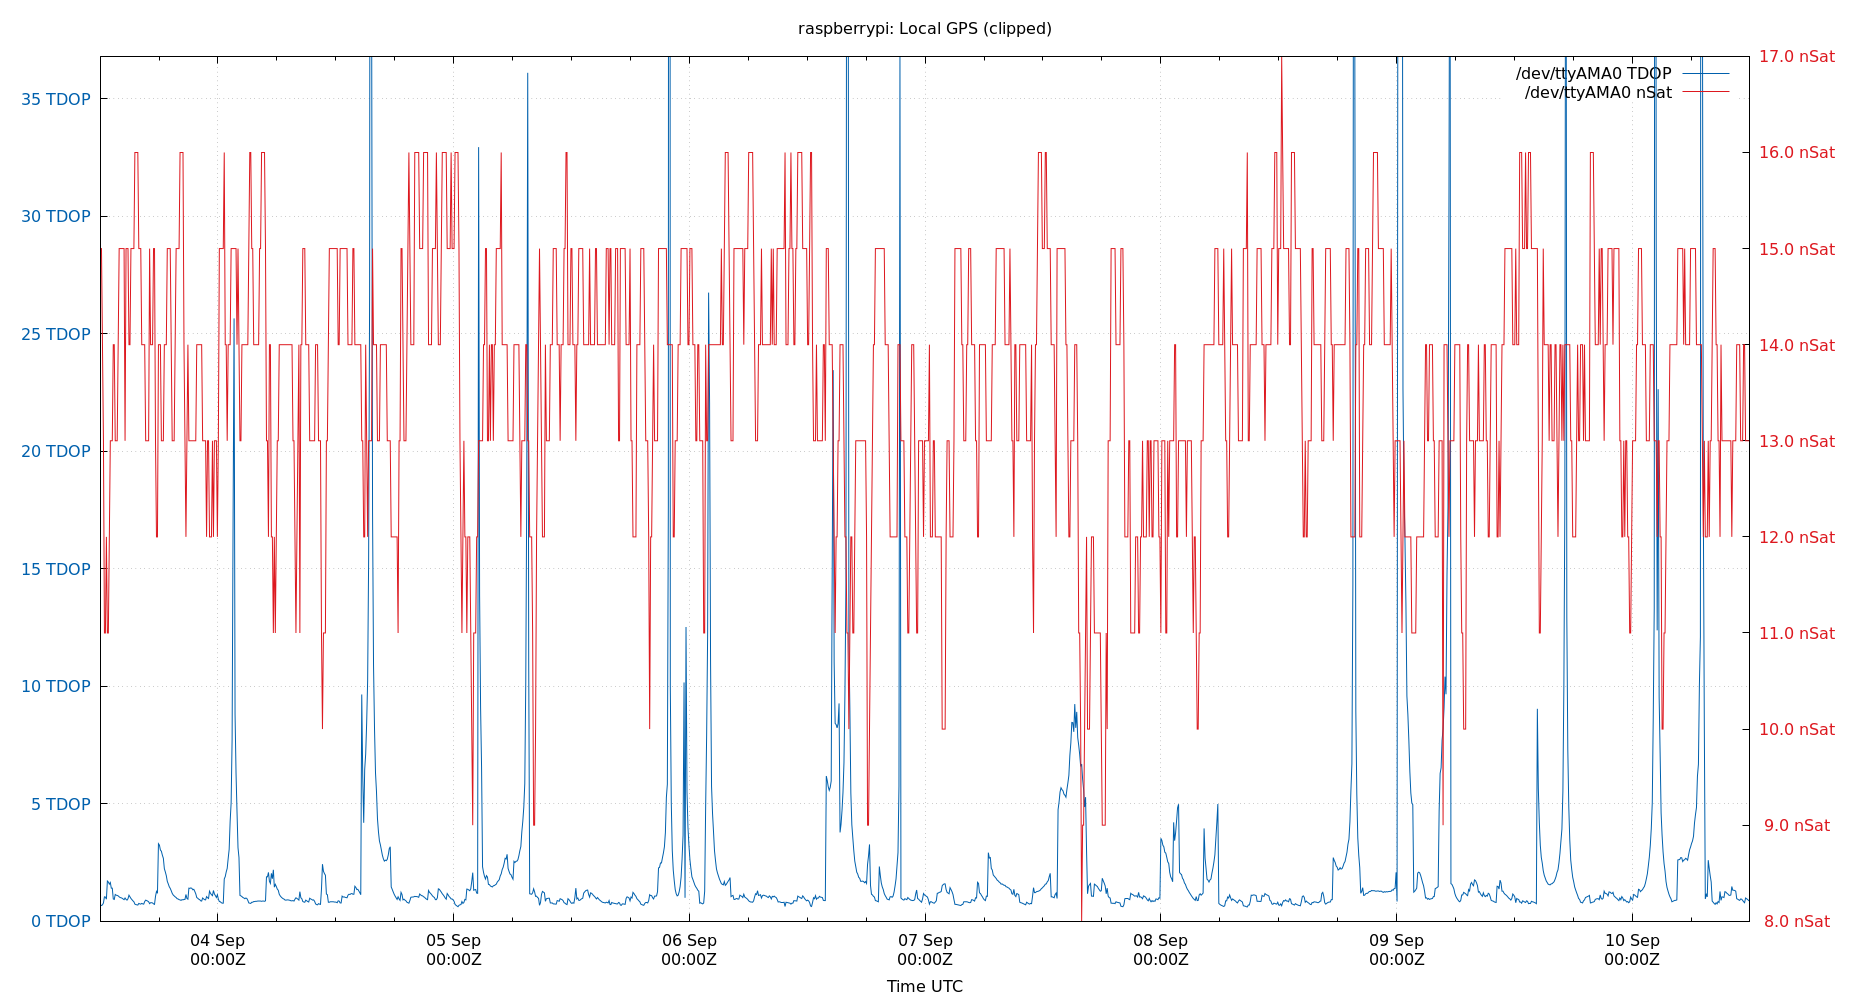 raspberrypi: Local GPS (clipped)
/dev/ttyAMA0 TDOP
/dev/ttyAMA0 nSat
35 TDOP
30 TDOP
25 TDOP
20 TDOP
15 TDOP
10 TDOP
5 TDOP
0 TDOP
17.0 nSat
16.0 nSat
15.0 nSat
14.0 nSat
13.0 nSat
12.0 nSat
11.0 nSat
10.0 nSat
9.0 nSat
8.0 nSat
04 Sep
00:00Z
05 Sep
00:00Z
06 Sep
00:00Z
07 Sep
00:00Z
08 Sep
00:00Z
09 Sep
00:00Z
10 Sep
00:00Z
Time UTC